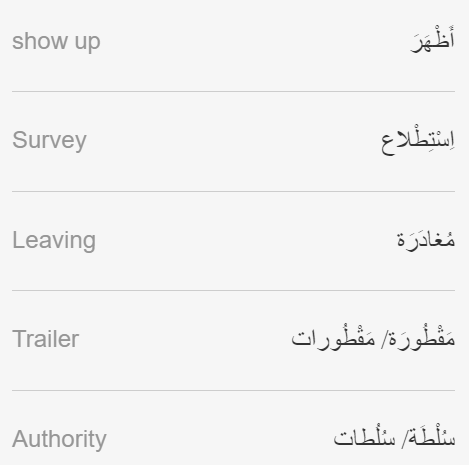 show up أَظْهَرَ
Survey اِسْتِطْلاع
Leaving مُغادَرَة
Trailer مَقْطُورَة/ مَقْطُورات
Authority سُلْطَة/ سُلُطات